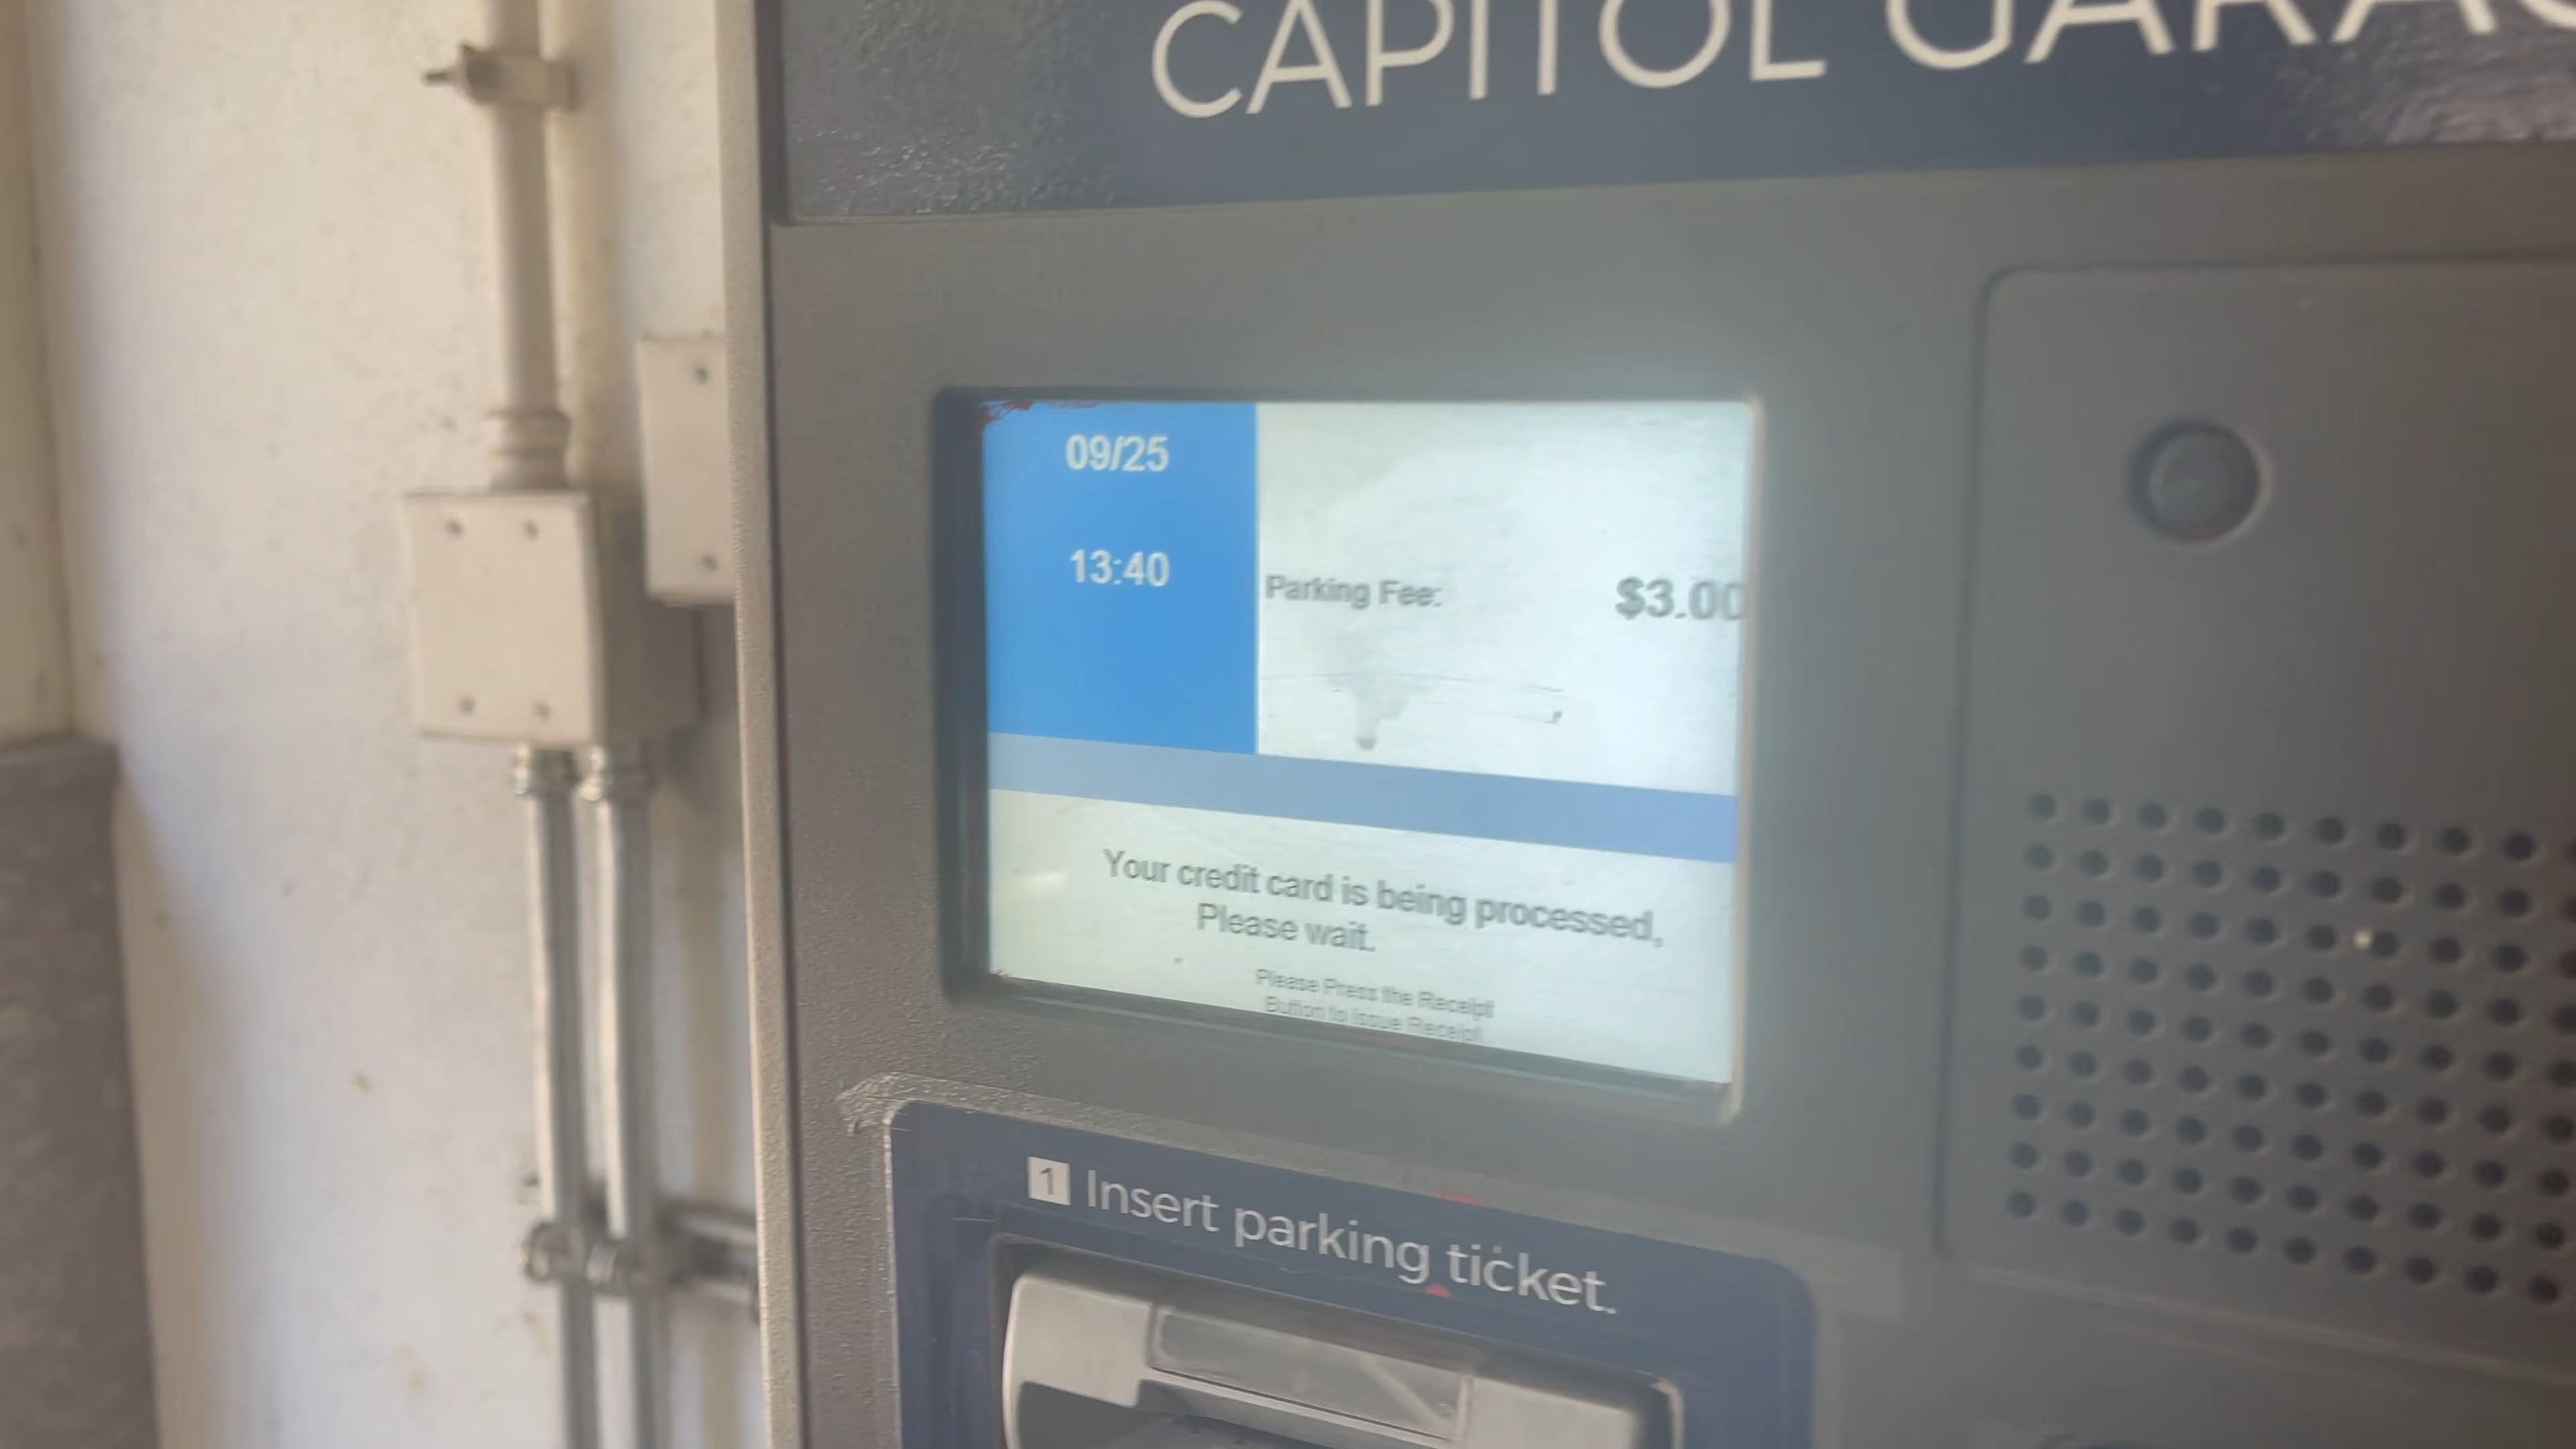 CAPITOL GARAG
09/25
13:40
Parking Fee: $3.00
Your credit card is being processed,
Please wait.
Please Press the Receipt
Button to Issue Receipt.
1 Insert parking ticket.